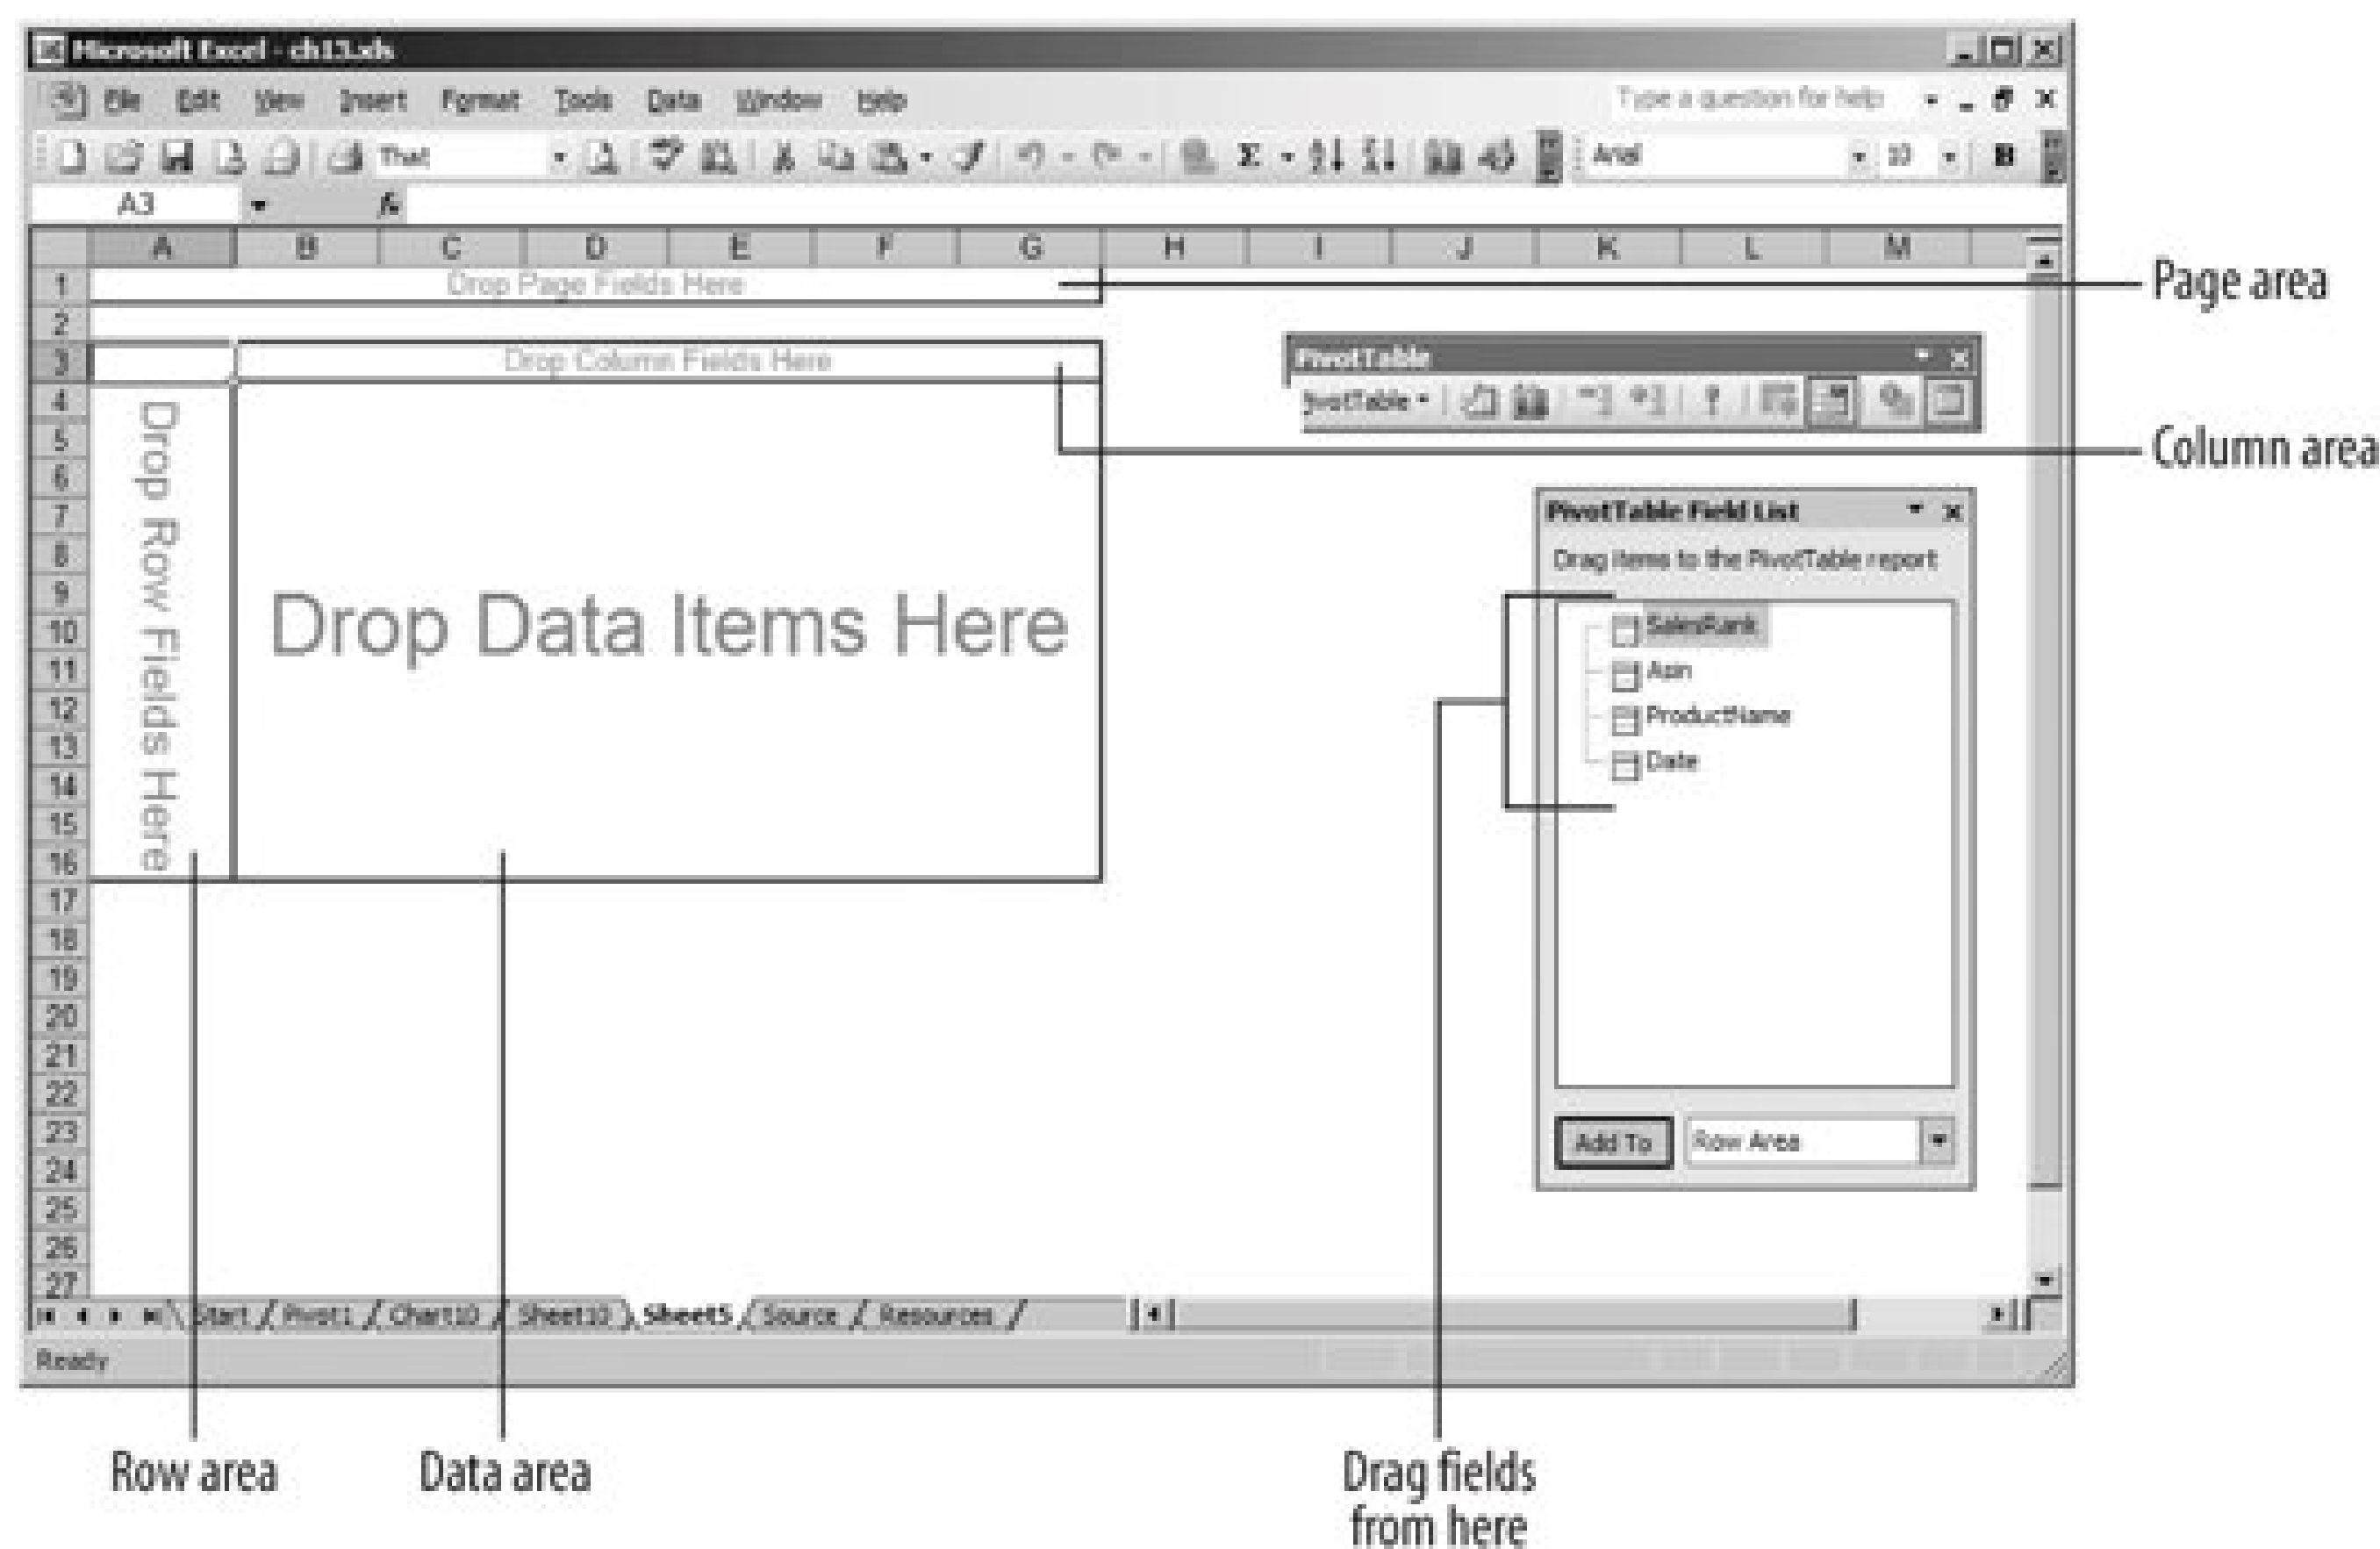 Microsoft Excel - ch13.xls
File Edit View Insert Format Tools Data Window Help
Type a question for help
That
Arial 10 B
A3 fx
A B C D E F G H I J K L M
1 Drop Page Fields Here
Page area
2
3 Drop Column Fields Here
PivotTable
PivotTable
Column area
4
5
6
7
8
9
10
11
12
13
14
15
16
17
18
19
20
21
22
23
24
25
26
27
Drop Row Fields Here
Drop Data Items Here
PivotTable Field List
Drag items to the PivotTable report
SalesRank
Asin
ProductName
Date
Add To Row Area
Start Pivot1 Chart10 Sheet10 Sheet5 Source Resources
Ready
Row area
Data area
Drag fields
from here